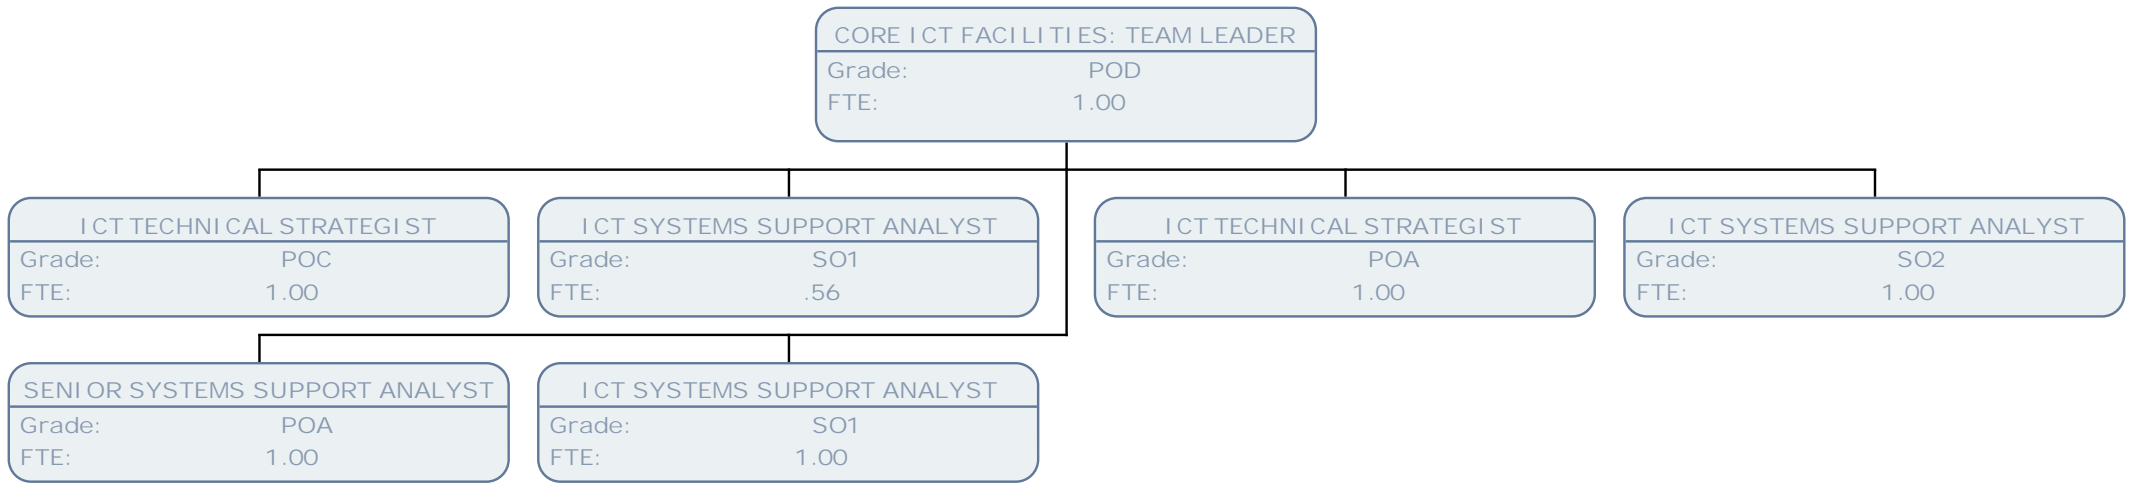 CORE ICT FACILITIES: TEAM LEADER
Grade: POD
FTE: 1.00
ICT TECHNICAL STRATEGIST
Grade: POC
FTE: 1.00
ICT SYSTEMS SUPPORT ANALYST
Grade: SO1
FTE: .56
ICT TECHNICAL STRATEGIST
Grade: POA
FTE: 1.00
ICT SYSTEMS SUPPORT ANALYST
Grade: SO2
FTE: 1.00
SENIOR SYSTEMS SUPPORT ANALYST
Grade: POA
FTE: 1.00
ICT SYSTEMS SUPPORT ANALYST
Grade: SO1
FTE: 1.00